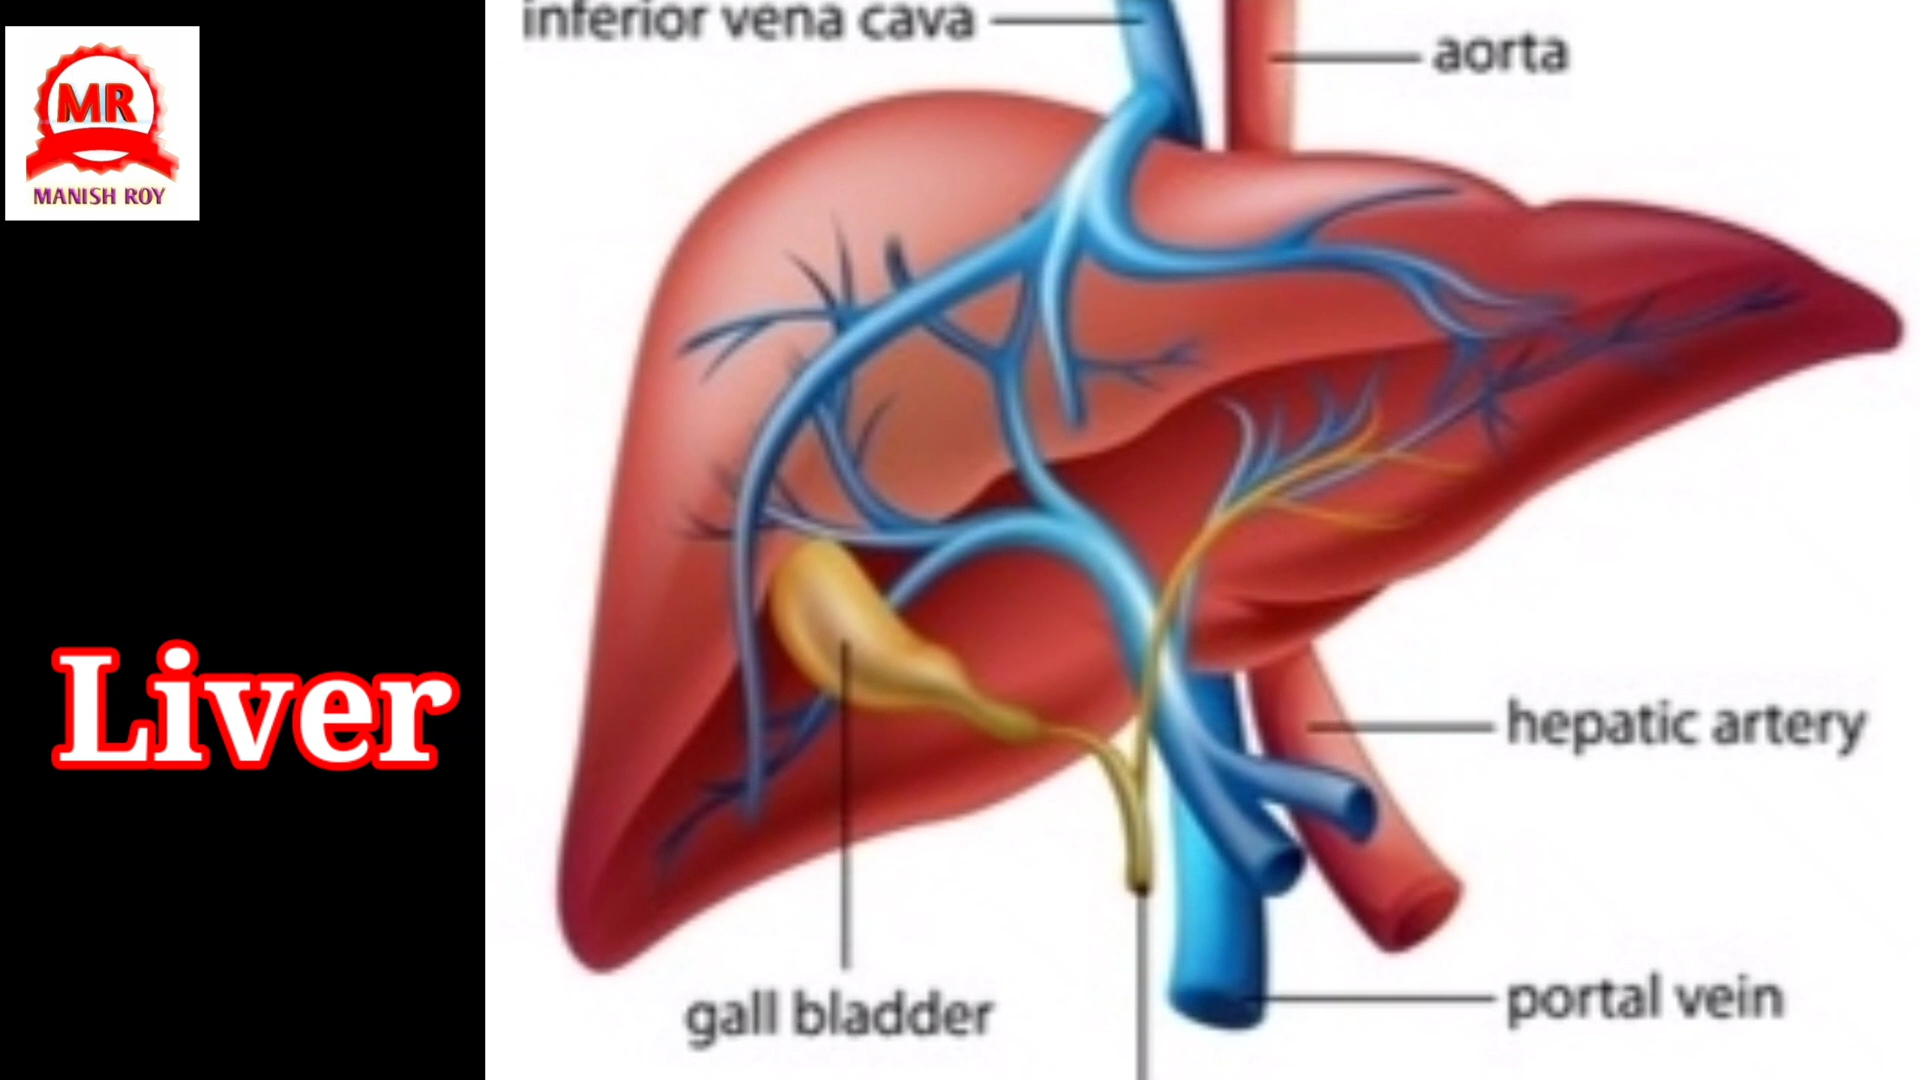 inferior vena cava
aorta
MR
MANISH ROY
Liver
hepatic artery
gall bladder
portal vein